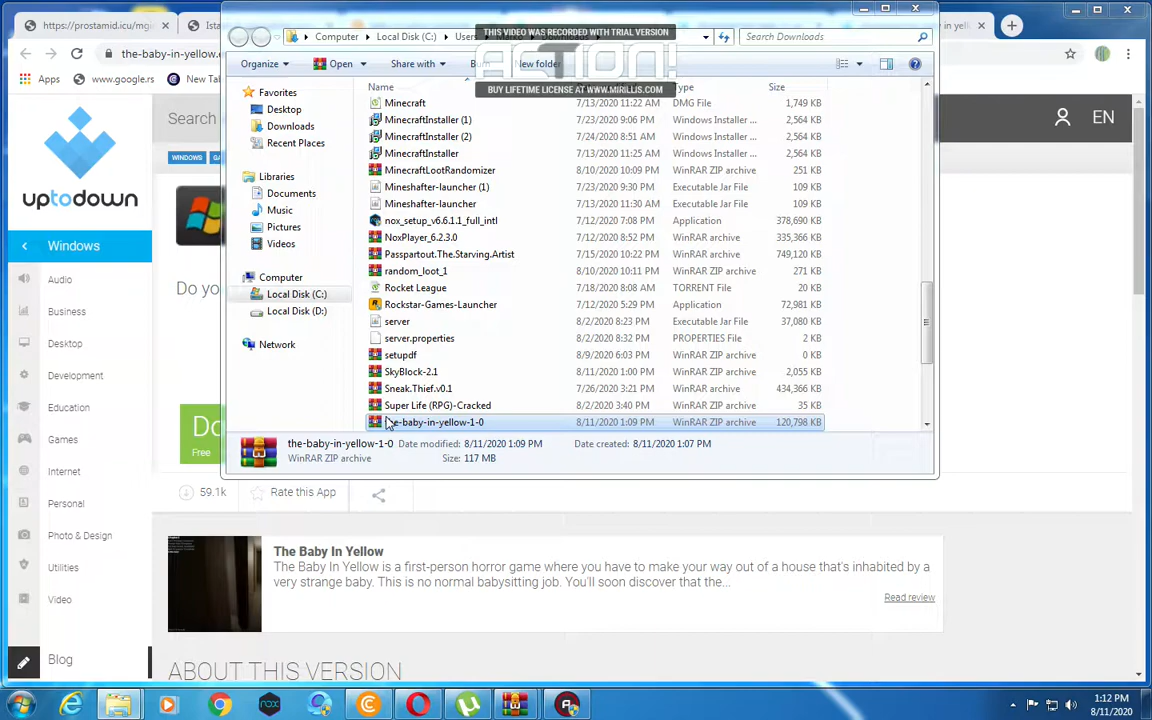 https://prostamid.icu/mg
Ista
in yell
the-baby-in-yellow.e
Apps
www.google.rs
New Tab
uptodown
Windows
Audio
Business
Desktop
Development
Education
Games
Internet
Personal
Photo & Design
Utilities
Video
Blog
Search
EN
WINDOWS
GA
Do yo
Do
Free
59.1k
Rate this App
The Baby In Yellow
The Baby In Yellow is a first-person horror game where you have to make your way out of a house that's inhabited by a
very strange baby. This is no normal babysitting job. You'll soon discover that the...
Read review
ABOUT THIS VERSION
Computer
Local Disk (C:)
Users
Search Downloads
THIS VIDEO WAS RECORDED WITH TRIAL VERSION
ACTION!
BUY LIFETIME LICENSE AT WWW.MIRILLIS.COM
Organize
Open
Share with
Burn
New folder
Favorites
Desktop
Downloads
Recent Places
Libraries
Documents
Music
Pictures
Videos
Computer
Local Disk (C:)
Local Disk (D:)
Network
Name Date modified Type Size
Minecraft 7/13/2020 11:22 AM DMG File 1,749 KB
MinecraftInstaller (1) 7/23/2020 9:06 PM Windows Installer ... 2,564 KB
MinecraftInstaller (2) 7/24/2020 8:51 AM Windows Installer ... 2,564 KB
MinecraftInstaller 7/13/2020 11:25 AM Windows Installer ... 2,564 KB
MinecraftLootRandomizer 8/10/2020 10:09 PM WinRAR ZIP archive 251 KB
Mineshafter-launcher (1) 7/23/2020 9:30 PM Executable Jar File 109 KB
Mineshafter-launcher 7/13/2020 11:09 AM Executable Jar File 109 KB
nox_setup_v6.6.1.1_full_intl 7/12/2020 7:08 PM Application 378,690 KB
NoxPlayer_6.2.3.0 7/12/2020 8:52 PM WinRAR archive 335,366 KB
Passpartout.The.Starving.Artist 7/15/2020 10:22 PM WinRAR archive 749,120 KB
random_loot_1 8/10/2020 10:11 PM WinRAR ZIP archive 271 KB
Rocket League 7/18/2020 8:08 AM TORRENT File 20 KB
Rockstar-Games-Launcher 7/12/2020 5:29 PM Application 72,981 KB
server 8/2/2020 8:23 PM Executable Jar File 37,080 KB
server.properties 8/2/2020 8:32 PM PROPERTIES File 2 KB
setupdf 8/9/2020 6:03 PM WinRAR ZIP archive 0 KB
SkyBlock-2.1 8/11/2020 1:00 PM WinRAR ZIP archive 2,055 KB
Sneak.Thief.v0.1 7/26/2020 3:21 PM WinRAR archive 434,366 KB
Super Life (RPG)-Cracked 8/2/2020 3:40 PM WinRAR ZIP archive 35 KB
the-baby-in-yellow-1-0 8/11/2020 1:09 PM WinRAR ZIP archive 120,798 KB
the-baby-in-yellow-1-0 Date modified: 8/11/2020 1:09 PM Date created: 8/11/2020 1:07 PM
WinRAR ZIP archive Size: 117 MB
nox
1:12 PM
8/11/2020